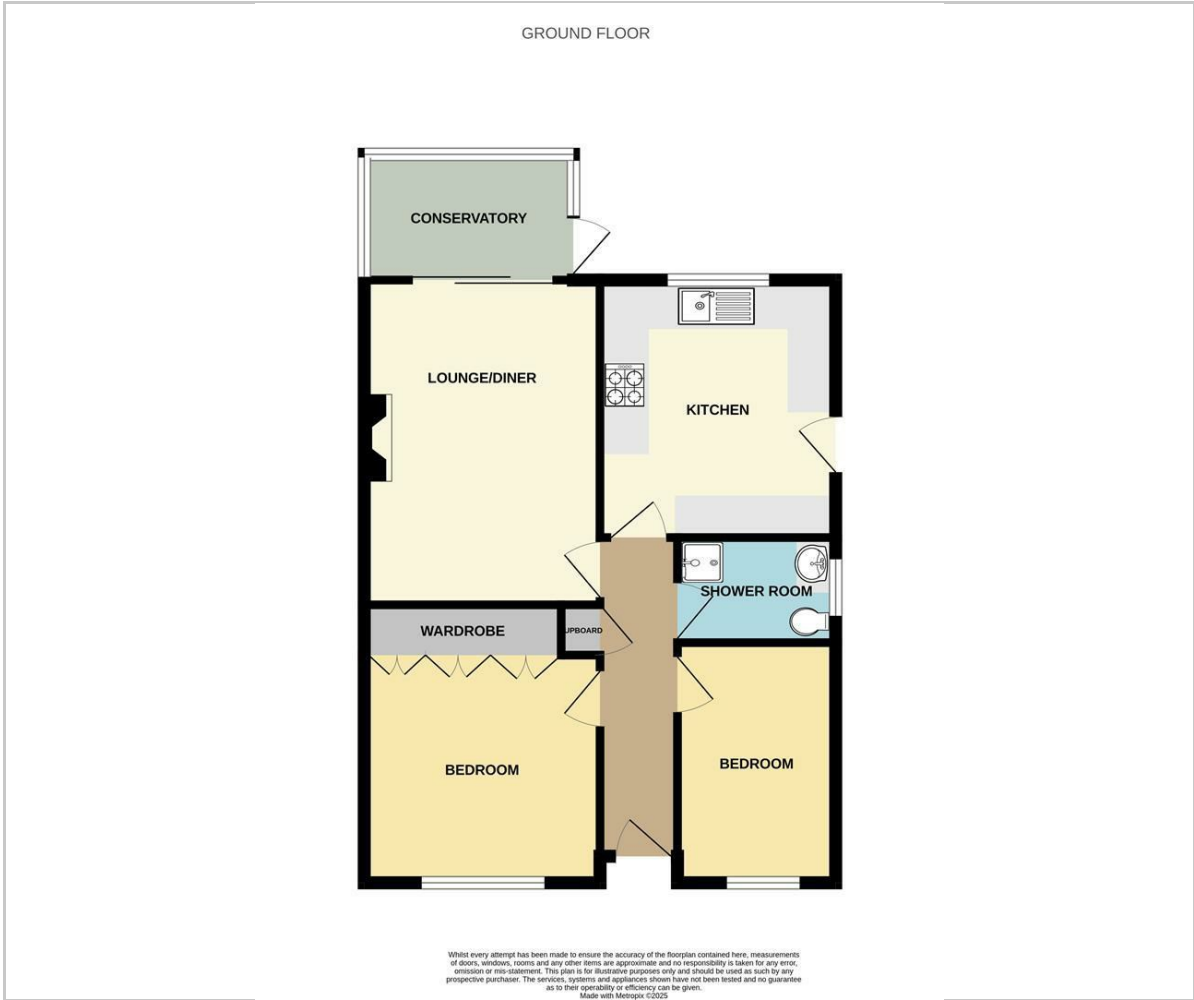 GROUND FLOOR
CONSERVATORY
LOUNGE/DINER
KITCHEN
SHOWER ROOM
WARDROBE
UPBOARD
BEDROOM
BEDROOM
Whilst every attempt has been made to ensure the accuracy of the floorplan contained here, measurements
of doors, windows, rooms and any other items are approximate and no responsibility is taken for any error,
omission or mis-statement. This plan is for illustrative purposes only and should be used as such by any
prospective purchaser. The services, systems and appliances shown have not been tested and no guarantee
as to their operability or efficiency can be given.
Made with Metropix ©2025